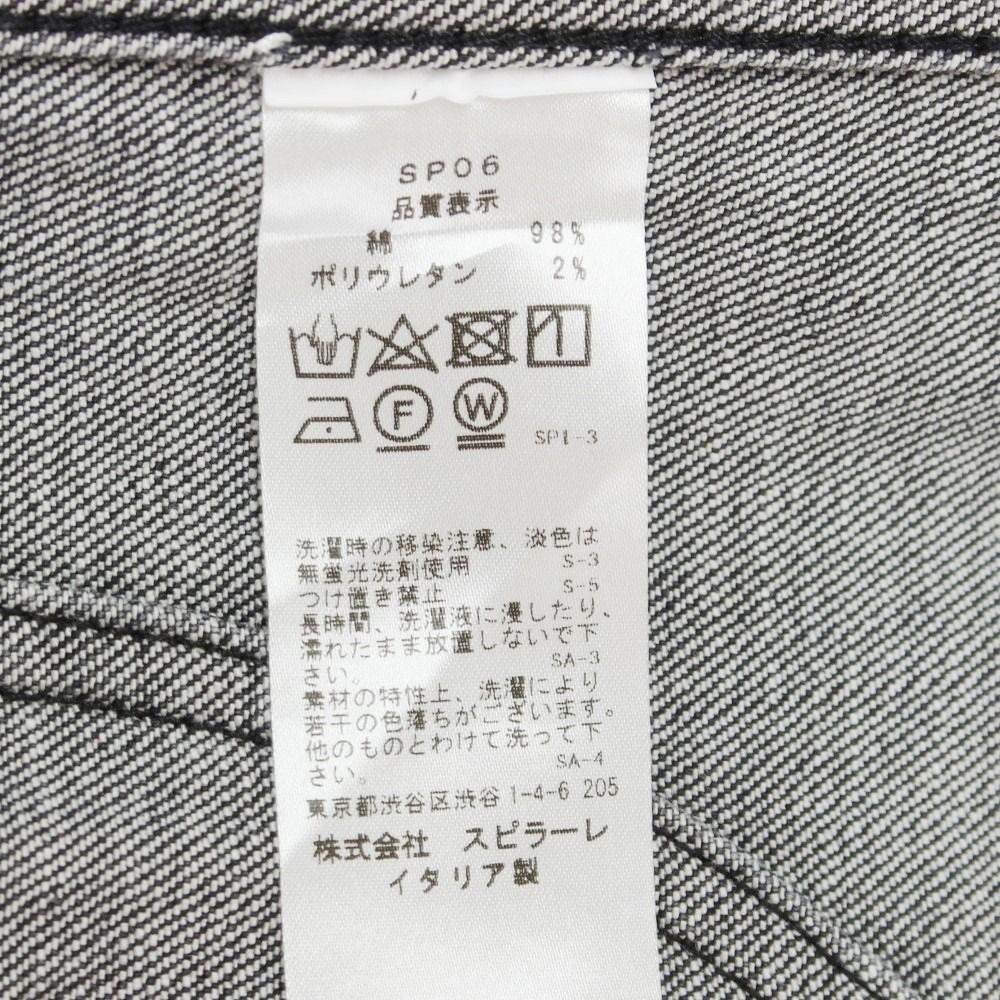 SP06
品質表示
綿 98%
ポリウレタン 2%
F W SPI-3
洗濯時の移染注意、淡色は
無蛍光洗剤使用 S-3
つけ置き禁止 S-5
長時間、洗濯液に浸したり、
濡れたまま放置しないで下
さい。 SA-3
素材の特性上、洗濯により
若干の色落ちがございます。
他のものとわけて洗って下
さい。 SA-4
東京都渋谷区渋谷 1-4-6 205
株式会社 スピラーレ
イタリア製